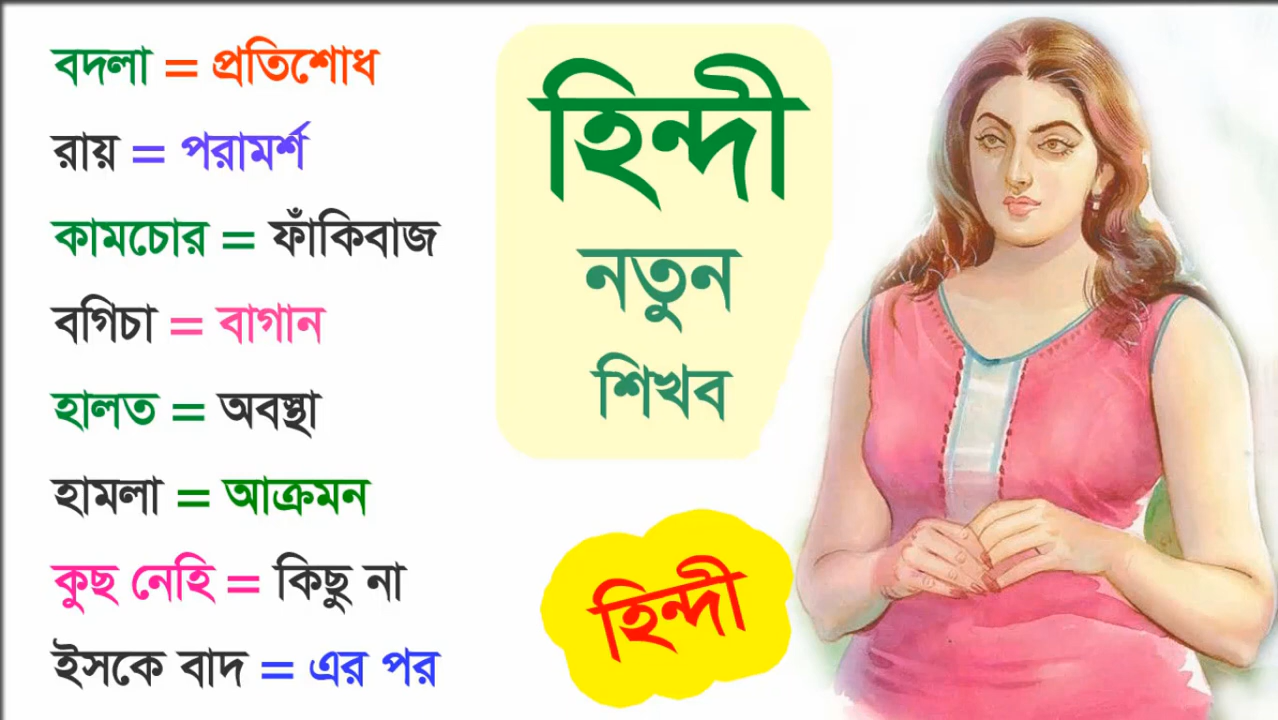 বদলা = প্রতিশোধ
রায় = পরামর্শ
কামচোর = ফাঁকিবাজ
বগিচা = বাগান
হালত = অবস্থা
হামলা = আক্রমন
কুছ নেহি = কিছু না
ইসকে বাদ = এর পর
হিন্দী
নতুন
শিখব
হিন্দী